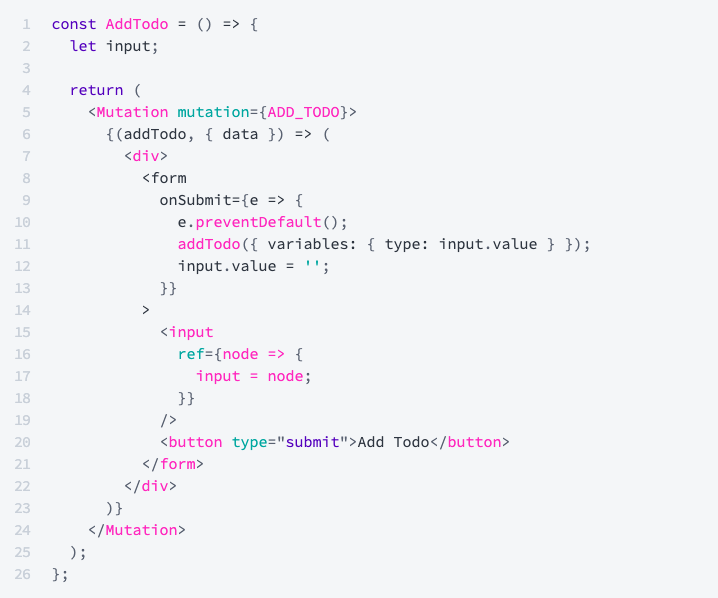 1 const AddTodo = () => {
2   let input;
3
4   return (
5     <Mutation mutation={ADD_TODO}>
6       {(addTodo, { data }) => (
7         <div>
8           <form
9             onSubmit={e => {
10               e.preventDefault();
11               addTodo({ variables: { type: input.value } });
12               input.value = '';
13             }}
14           >
15             <input
16               ref={node => {
17                 input = node;
18               }}
19             />
20             <button type="submit">Add Todo</button>
21           </form>
22         </div>
23       )}
24     </Mutation>
25   );
26 };